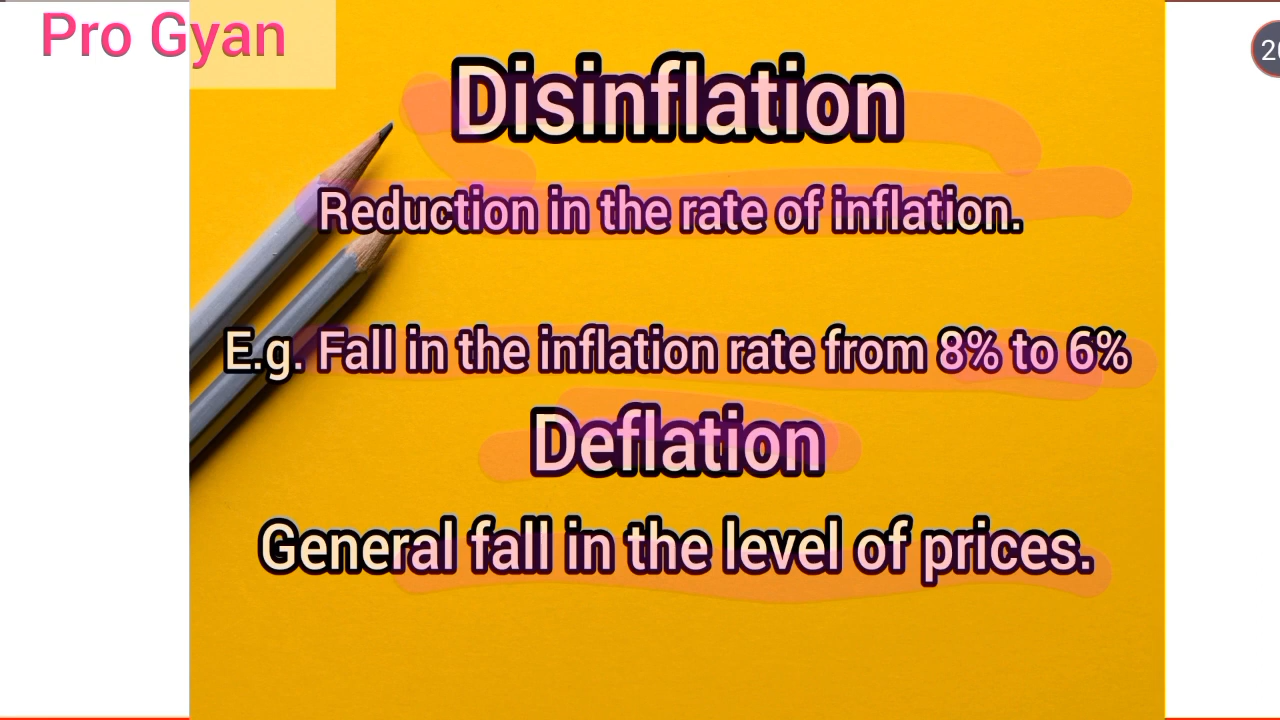 Pro Gyan
Disinflation
Reduction in the rate of inflation.
E.g. Fall in the inflation rate from 8% to 6%
Deflation
General fall in the level of prices.